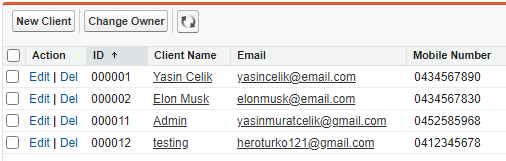 New Client Change Owner
Action ID ↑ Client Name Email Mobile Number
Edit | Del 000001 Yasin Celik yasincelik@email.com 0434567890
Edit | Del 000002 Elon Musk elonmusk@email.com 0434567830
Edit | Del 000011 Admin yasinmuratcelik@gmail.com 0452585968
Edit | Del 000012 testing heroturko121@gmail.com 0412345678